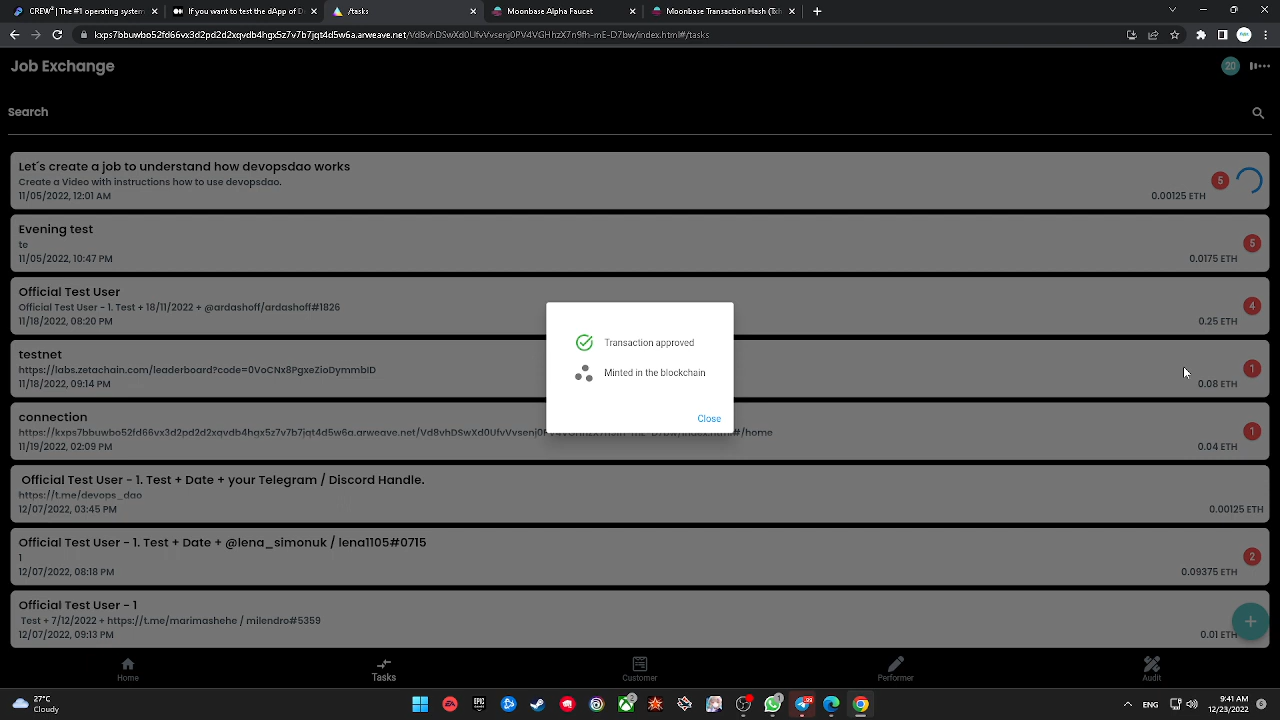 CREW³ The #1 operating system
If you want to test the app of D
/tasks
Moonbase Alpha Faucet
Moonbase Transaction Hash (Txh
Job Exchange
20
Search
Let´s create a job to understand how devopsdao works
Create a Video with instructions how to use devopsdao.
11/05/2022, 12:01 AM
5
0.00125 ETH
Evening test
te
11/05/2022, 10:47 PM
5
0.0175 ETH
Official Test User
Official Test User - 1. Test + 18/11/2022 + @ardashoff/ardashoff#1826
11/18/2022, 08:20 PM
4
0.25 ETH
testnet
https://labs.zetachain.com/leaderboard?code=0VoCNx8PgxeZioDymmbID
11/18/2022, 09:14 PM
1
0.08 ETH
Transaction approved
Minted in the blockchain
Close
connection
11/19/2022, 02:09 PM
1
0.04 ETH
Official Test User - 1. Test + Date + your Telegram / Discord Handle.
https://t.me/devops_dao
12/07/2022, 03:45 PM
0.00125 ETH
Official Test User - 1. Test + Date + @lena_simonuk / lena1105#0715
1
12/07/2022, 08:18 PM
2
0.09375 ETH
Official Test User - 1
Test + 7/12/2022 + https://t.me/marimashehe / milendro#5359
12/07/2022, 09:13 PM
0.01 ETH
Home
Tasks
Customer
Performer
Audit
27°C
Cloudy
ENG
9:41 AM
12/23/2022